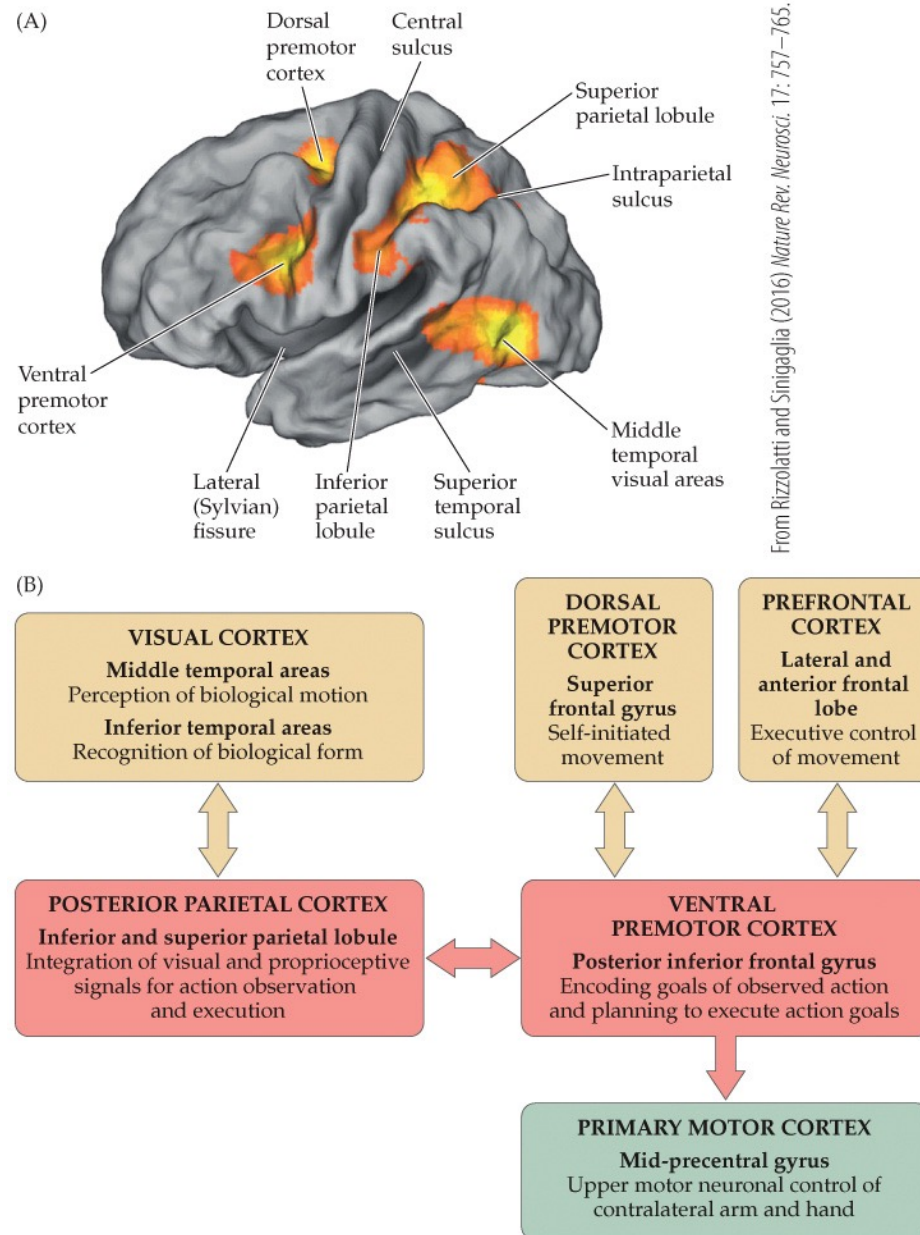 (A)
Dorsal
premotor
cortex
Central
sulcus
Superior
parietal lobule
Intraparietal
sulcus
Ventral
premotor
cortex
Lateral
(Sylvian)
fissure
Inferior
parietal
lobule
Superior
temporal
sulcus
Middle
temporal
visual areas
From Rizzolatti and Sinigaglia (2016) Nature Rev. Neurosci. 17: 757–765.
(B)
VISUAL CORTEX
Middle temporal areas
Perception of biological motion
Inferior temporal areas
Recognition of biological form
DORSAL
PREMOTOR
CORTEX
Superior
frontal gyrus
Self-initiated
movement
PREFRONTAL
CORTEX
Lateral and
anterior frontal
lobe
Executive control
of movement
POSTERIOR PARIETAL CORTEX
Inferior and superior parietal lobule
Integration of visual and proprioceptive
signals for action observation
and execution
VENTRAL
PREMOTOR CORTEX
Posterior inferior frontal gyrus
Encoding goals of observed action
and planning to execute action goals
PRIMARY MOTOR CORTEX
Mid-precentral gyrus
Upper motor neuronal control of
contralateral arm and hand